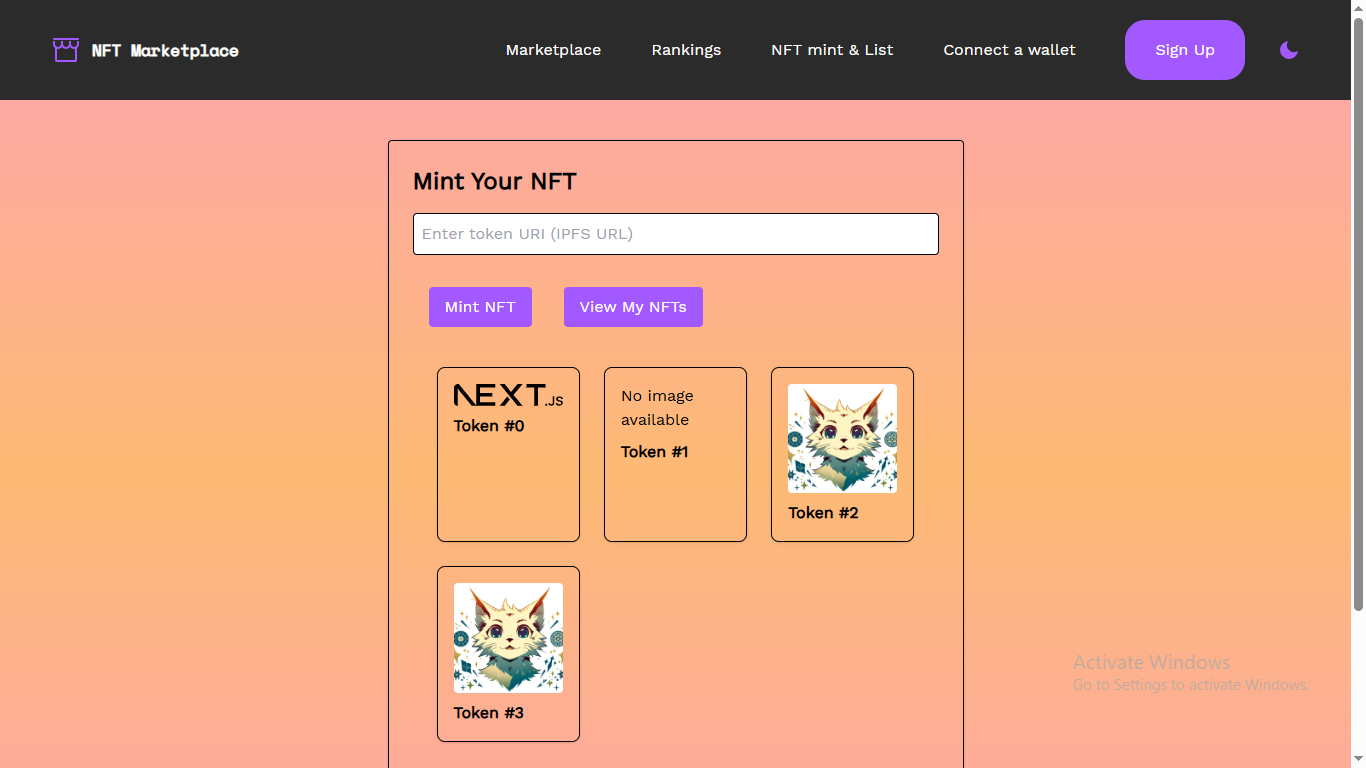 NFT Marketplace
Marketplace
Rankings
NFT mint & List
Connect a wallet
Sign Up
Mint Your NFT
Enter token URI (IPFS URL)
Mint NFT
View My NFTs
NEXT.JS
Token #0
No image
available
Token #1
Token #2
Token #3
Activate Windows
Go to Settings to activate Windows.